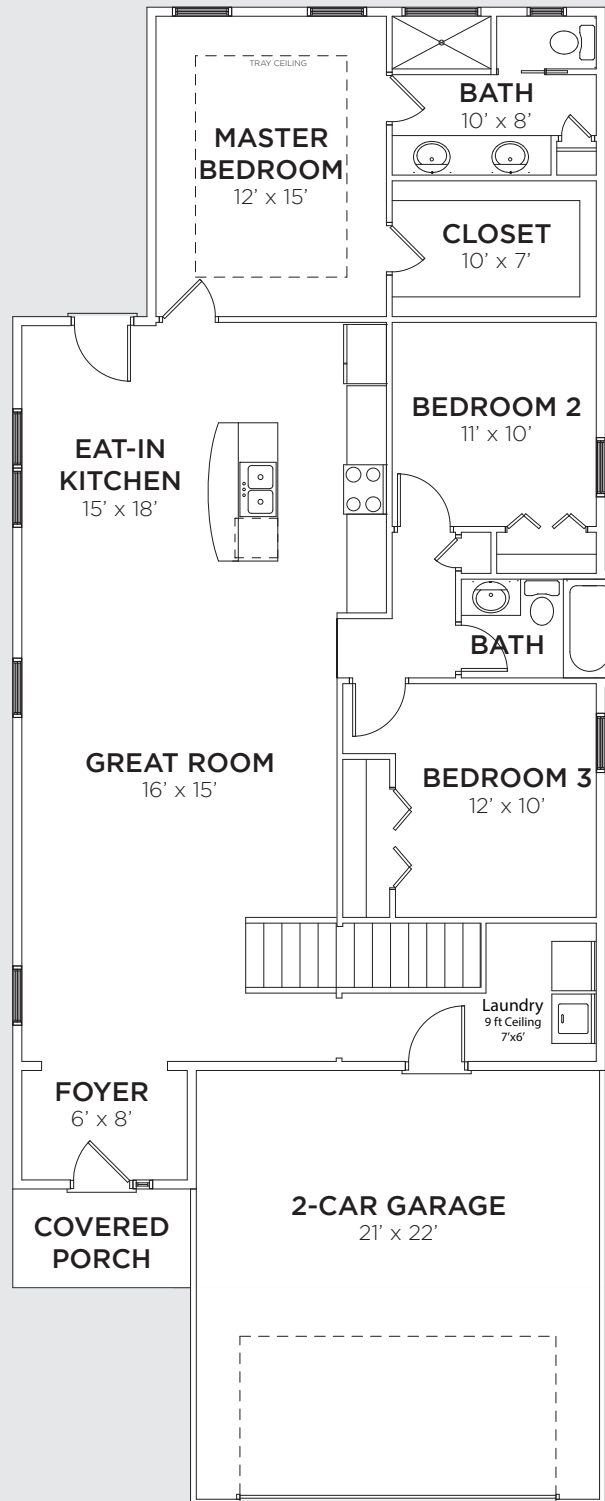 TRAY CEILING
MASTER
BEDROOM
12’ x 15’
BATH
10’ x 8’
CLOSET
10’ x 7’
BEDROOM 2
11’ x 10’
EAT-IN
KITCHEN
15’ x 18’
BATH
GREAT ROOM
16’ x 15’
BEDROOM 3
12’ x 10’
Laundry
9 ft Ceiling
7’x6’
FOYER
6’ x 8’
COVERED
PORCH
2-CAR GARAGE
21’ x 22’